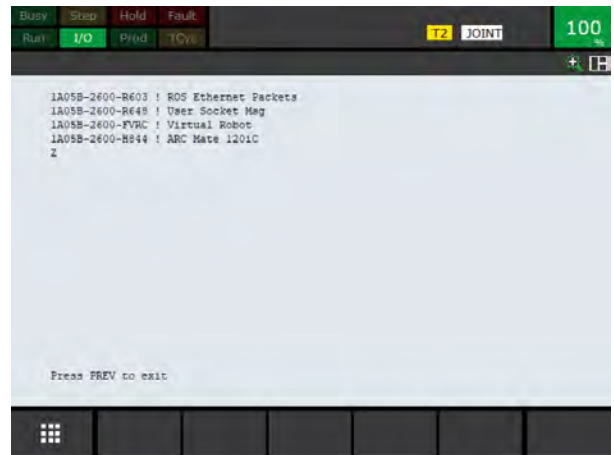 Busy Step Hold Fault
Run I/O Prod TCyc
T2 JOINT
100
%
1A05B-2600-R603 ! ROS Ethernet Packets
1A05B-2600-R648 ! User Socket Msg
1A05B-2600-FVRC ! Virtual Robot
1A05B-2600-H844 ! ARC Mate 120iC
Z
Press PREV to exit